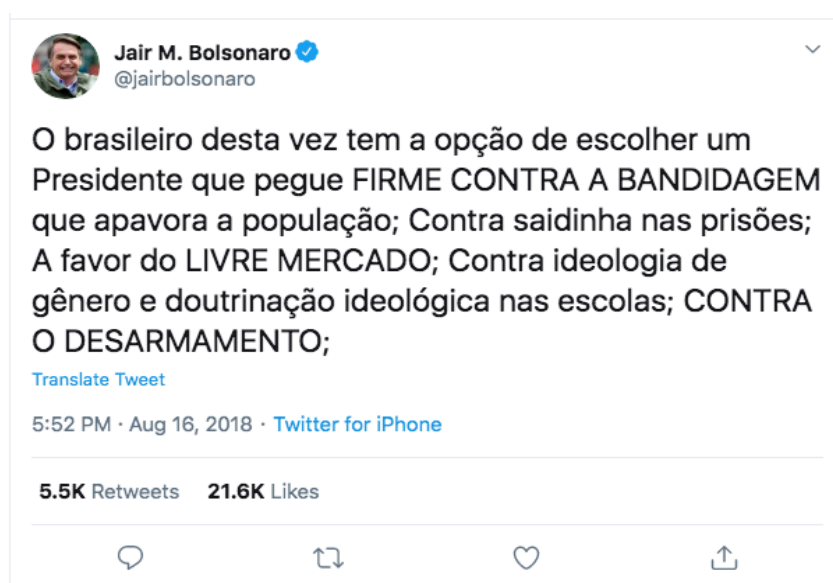 Jair M. Bolsonaro
@jairbolsonaro
O brasileiro desta vez tem a opção de escolher um
Presidente que pegue FIRME CONTRA A BANDIDAGEM
que apavora a população; Contra saidinha nas prisões;
A favor do LIVRE MERCADO; Contra ideologia de
gênero e doutrinação ideológica nas escolas; CONTRA
O DESARMAMENTO;
Translate Tweet
5:52 PM · Aug 16, 2018 · Twitter for iPhone
5.5K Retweets 21.6K Likes